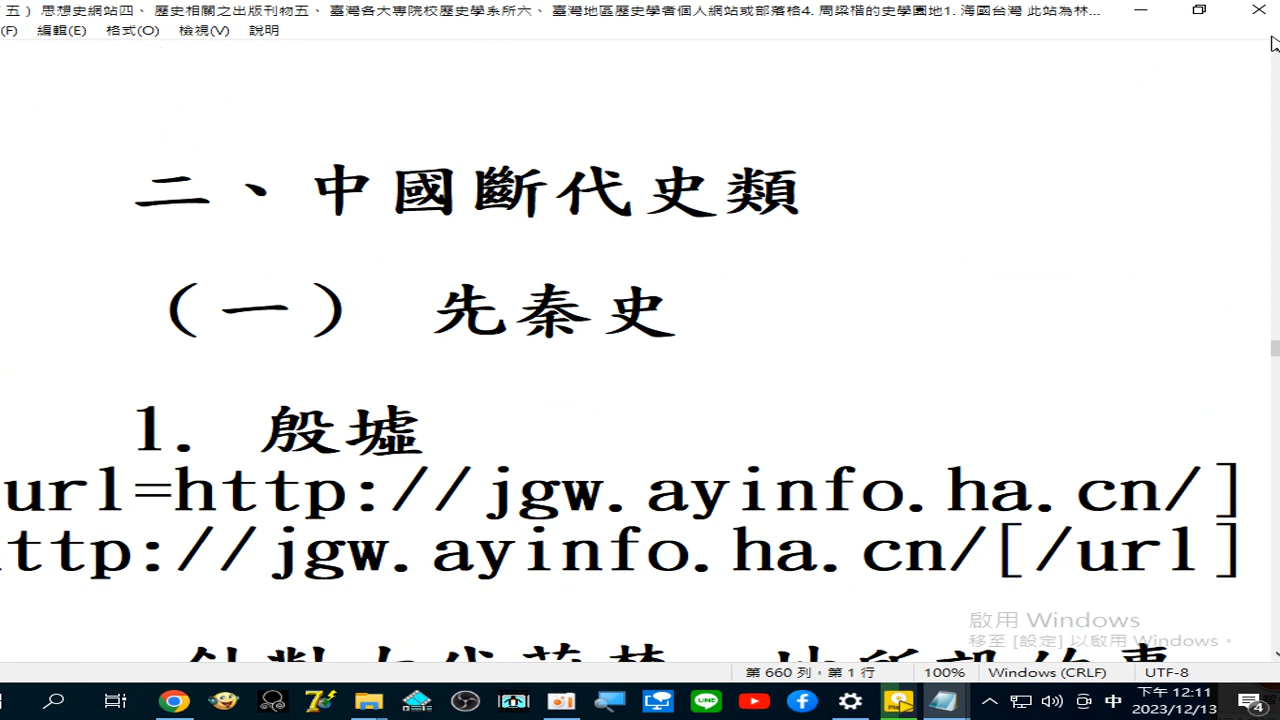 五） 思想史網站四、 歷史相關之出版刊物五、 臺灣各大專院校歷史學系所六、 臺灣地區歷史學者個人網站或部落格4. 周梁楷的史學園地1. 海國台灣 此站為林...
(F) 編輯(E) 格式(O) 檢視(V) 說明
二、中國斷代史類
（一） 先秦史
1. 殷墟
url=http://jgw.ayinfo.ha.cn/]
ttp://jgw.ayinfo.ha.cn/[/url]
啟用 Windows
移至 [設定] 以啟用 Windows。
第 660 列，第 1 行 100% Windows (CRLF) UTF-8
中 下午 12:11
2023/12/13 4